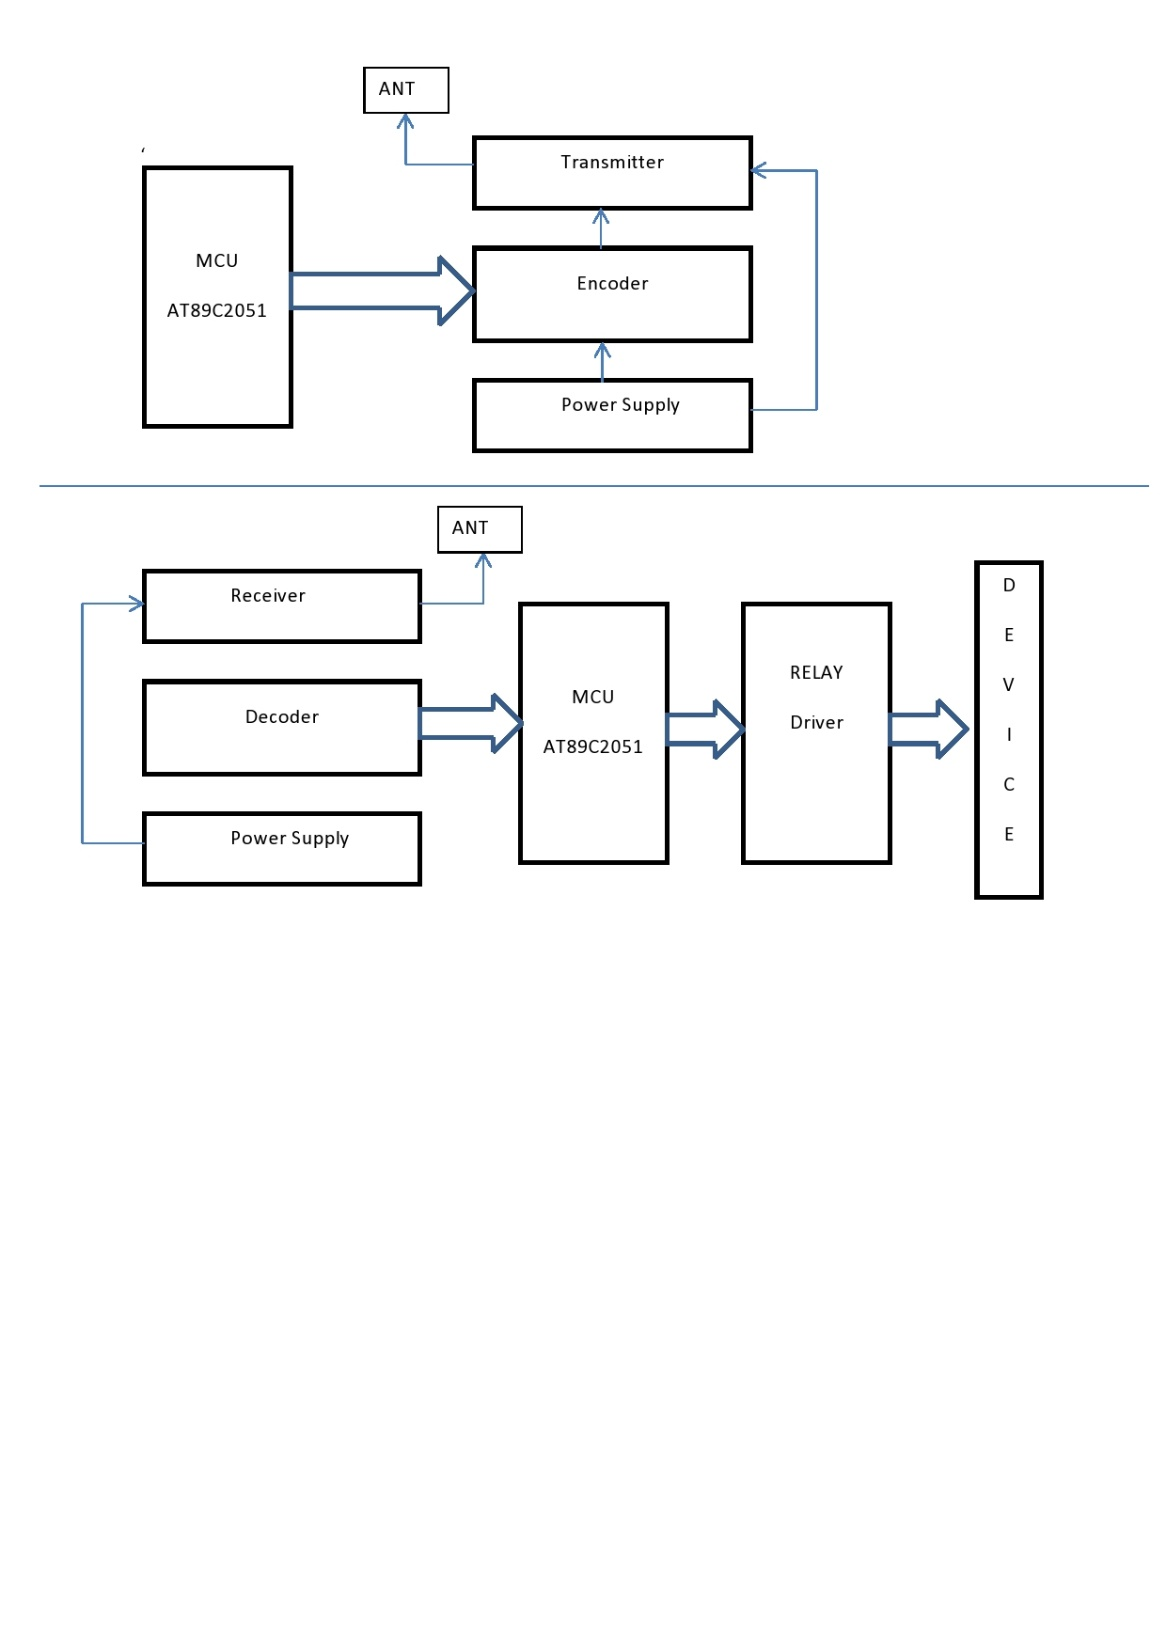 ANT
Transmitter
‘
MCU
AT89C2051
Encoder
Power Supply
ANT
Receiver
Decoder
Power Supply
MCU
AT89C2051
RELAY
Driver
D
E
V
I
C
E